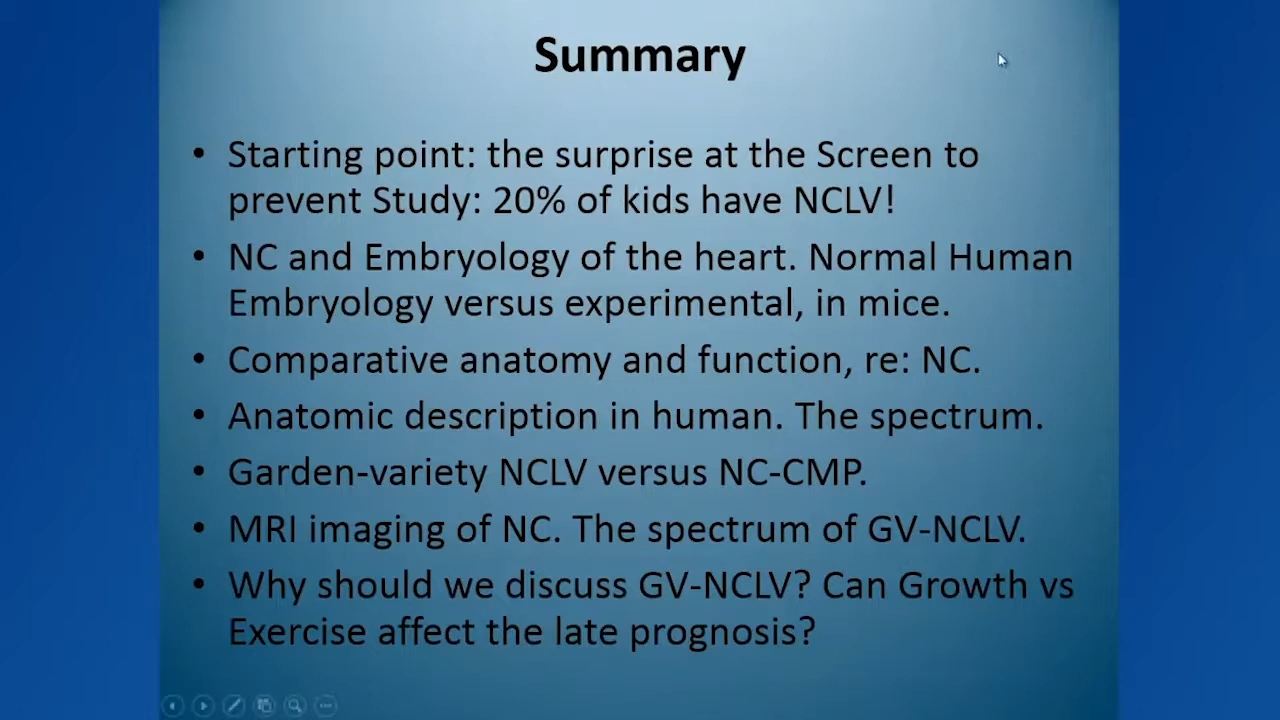 Summary
• Starting point: the surprise at the Screen to
prevent Study: 20% of kids have NCLV!
• NC and Embryology of the heart. Normal Human
Embryology versus experimental, in mice.
• Comparative anatomy and function, re: NC.
• Anatomic description in human. The spectrum.
• Garden-variety NCLV versus NC-CMP.
• MRI imaging of NC. The spectrum of GV-NCLV.
• Why should we discuss GV-NCLV? Can Growth vs
Exercise affect the late prognosis?